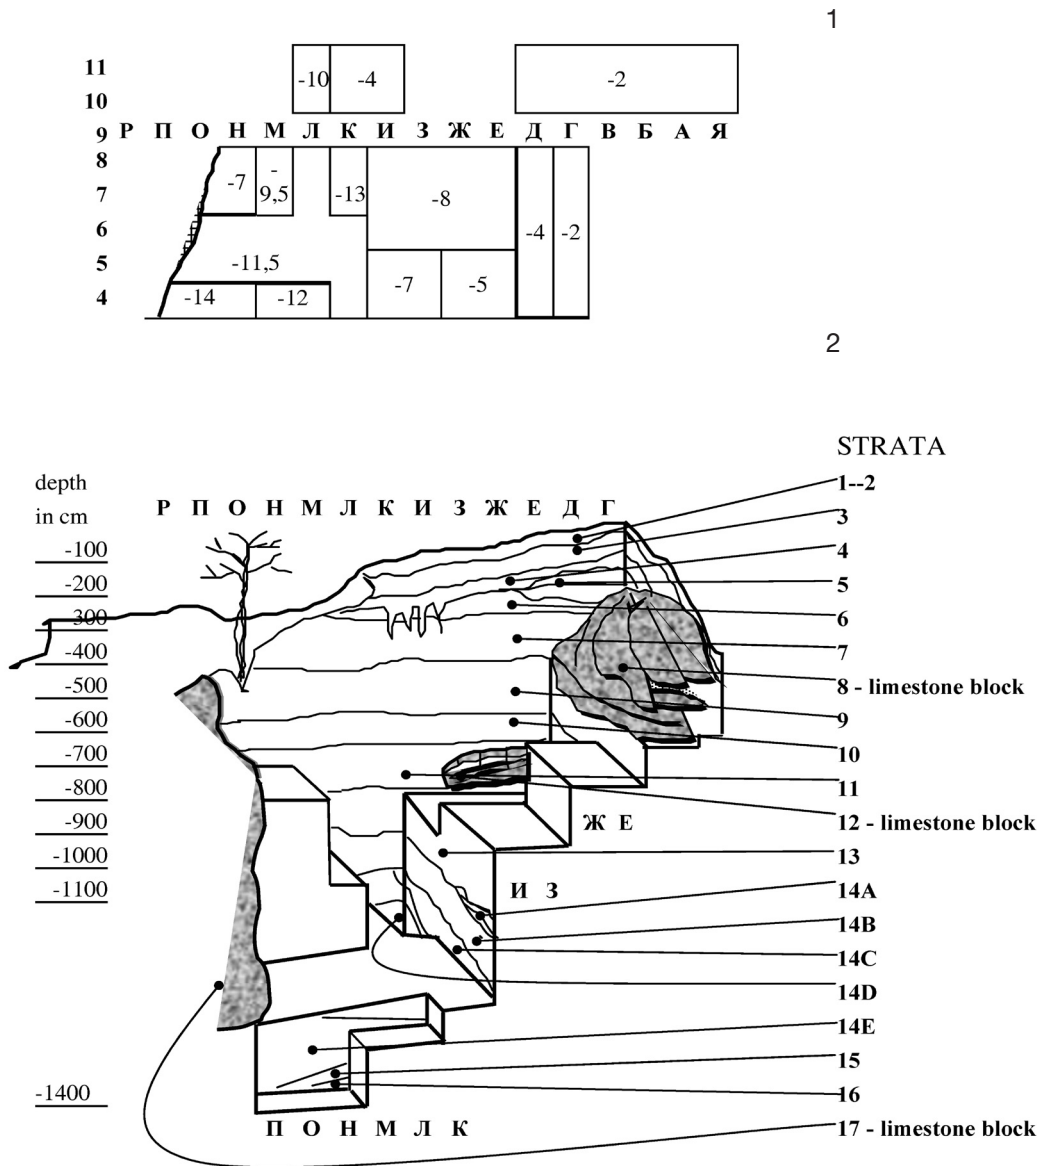 1
11 -10 -4 -2
10
9 Р П О Н М Л К И З Ж Е Д Г В Б А Я
8
7 -7 -9,5 -13 -8 -4 -2
6
5 -11,5 -7 -5
4 -14 -12
2
STRATA
depth
in cm
Р П О Н М Л К И З Ж Е Д Г
-100
-200
-300
-400
-500
-600
-700
-800
-900
-1000
-1100
-1400
1--2
3
4
5
6
7
8 - limestone block
9
10
11
12 - limestone block
13
14A
14B
14C
14D
14E
15
16
17 - limestone block
Ж Е
И З
П О Н М Л К